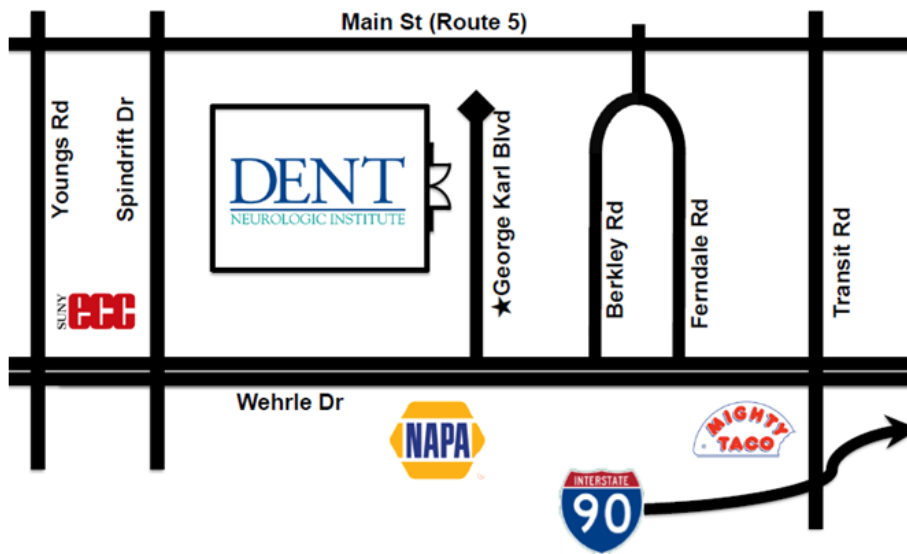 Main St (Route 5)
Youngs Rd
Spindrift Dr
DENT
NEUROLOGIC INSTITUTE
★George Karl Blvd
Berkley Rd
Ferndale Rd
Transit Rd
SUNY ecc
Wehrle Dr
NAPA
MIGHTY
TACO
INTERSTATE
90